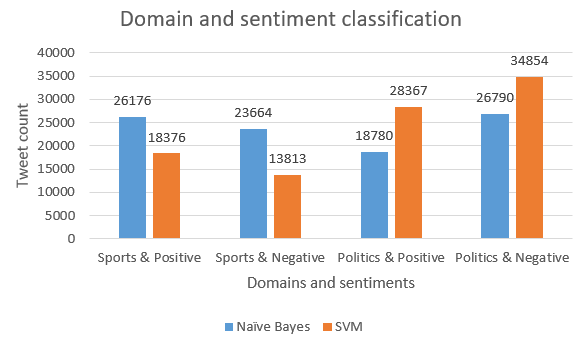 Domain and sentiment classification
Tweet count
40000
35000
30000
25000
20000
15000
10000
5000
0
26176
18376
23664
13813
18780
28367
26790
34854
Sports & Positive
Sports & Negative
Politics & Positive
Politics & Negative
Domains and sentiments
Naïve Bayes
SVM